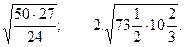 √(50·27/24);    2.√(73 1/2 · 10 2/3).